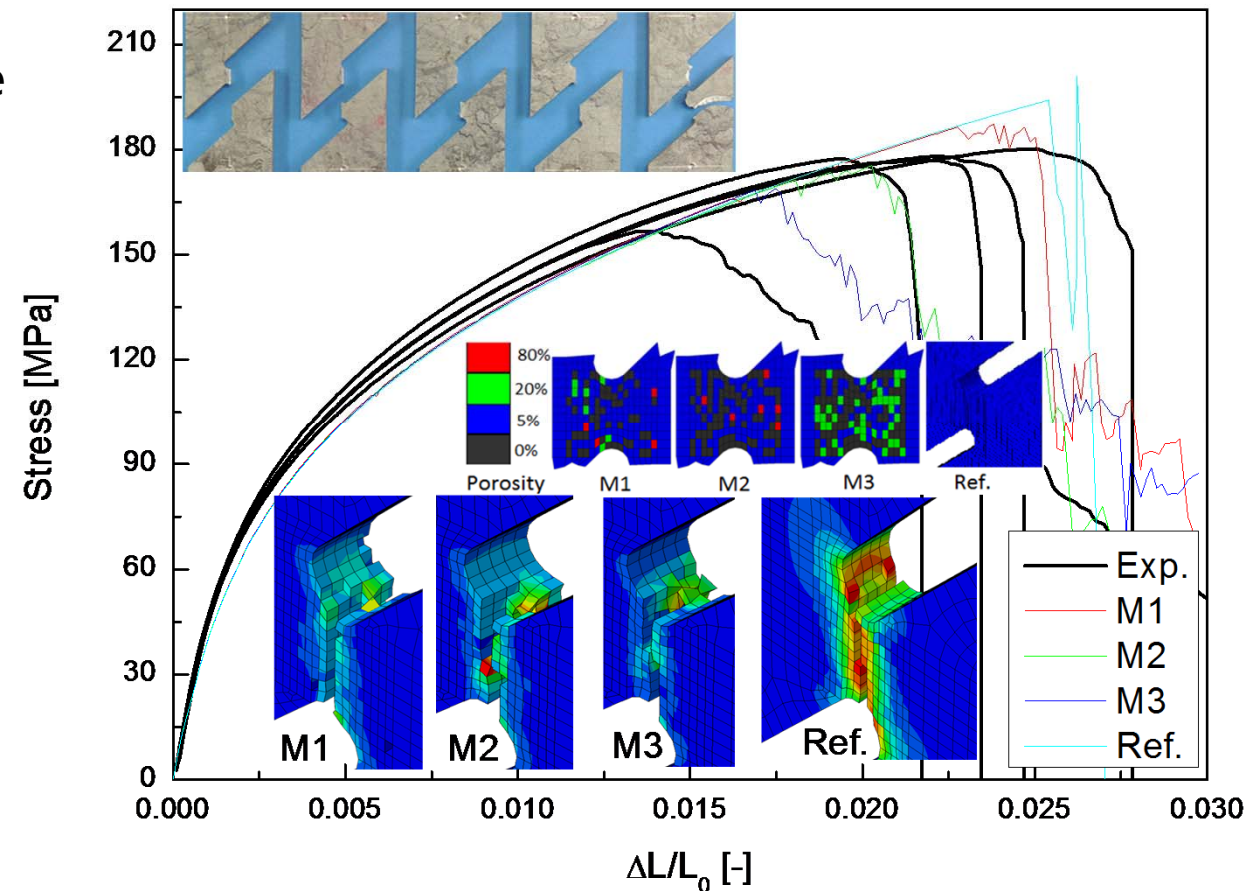 e
Stress [MPa]
210
180
150
120
90
60
30
0
0.000 0.005 0.010 0.015 0.020 0.025 0.030
ΔL/L₀ [-]
80%
20%
5%
0%
Porosity M1 M2 M3 Ref.
M1 M2 M3 Ref.
Exp.
M1
M2
M3
Ref.